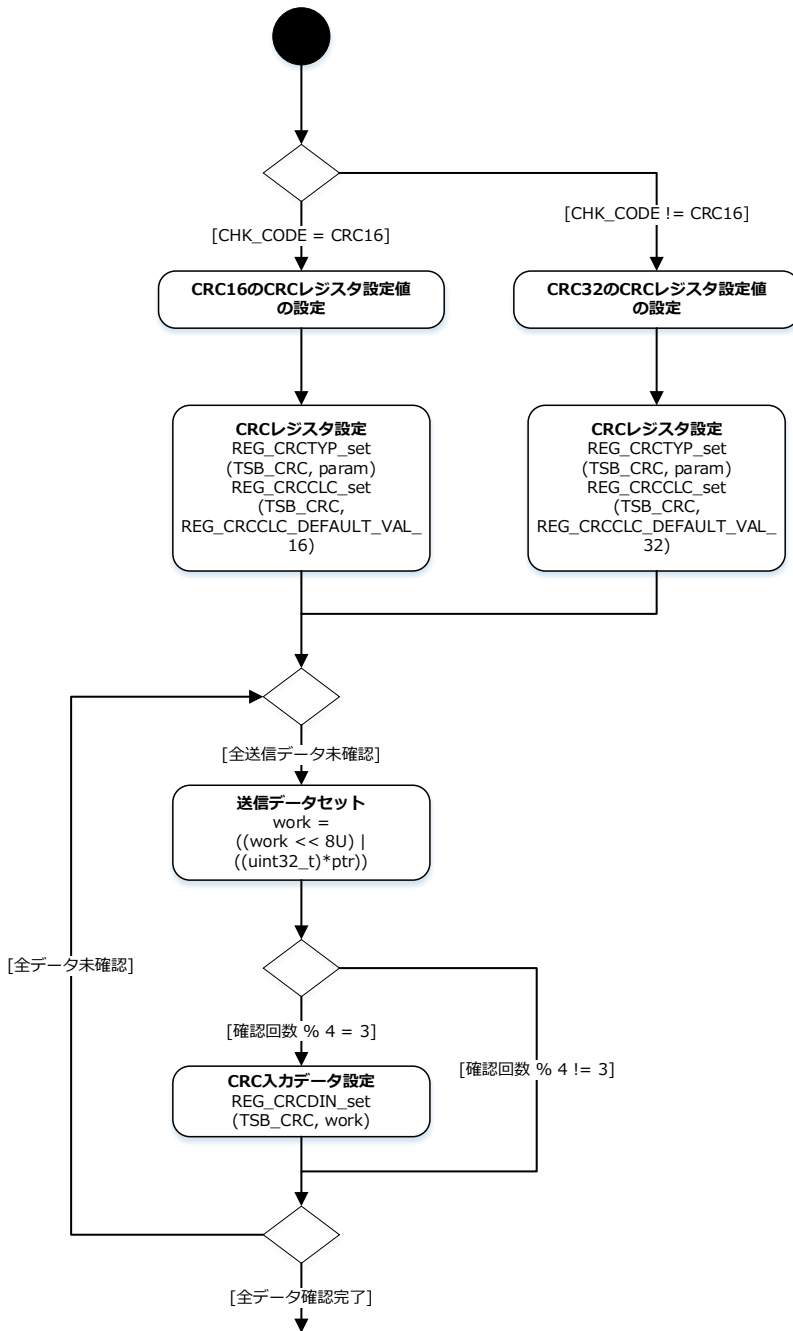 [CHK_CODE = CRC16]
[CHK_CODE != CRC16]
CRC16のCRCレジスタ設定値
の設定
CRC32のCRCレジスタ設定値
の設定
CRCレジスタ設定
REG_CRCTYP_set
(TSB_CRC, param)
REG_CRCCLC_set
(TSB_CRC,
REG_CRCCLC_DEFAULT_VAL_
16)
CRCレジスタ設定
REG_CRCTYP_set
(TSB_CRC, param)
REG_CRCCLC_set
(TSB_CRC,
REG_CRCCLC_DEFAULT_VAL_
32)
[全送信データ未確認]
送信データセット
work =
((work << 8U) |
((uint32_t)*ptr))
[全データ未確認]
[確認回数 % 4 = 3]
[確認回数 % 4 != 3]
CRC入力データ設定
REG_CRCDIN_set
(TSB_CRC, work)
[全データ確認完了]